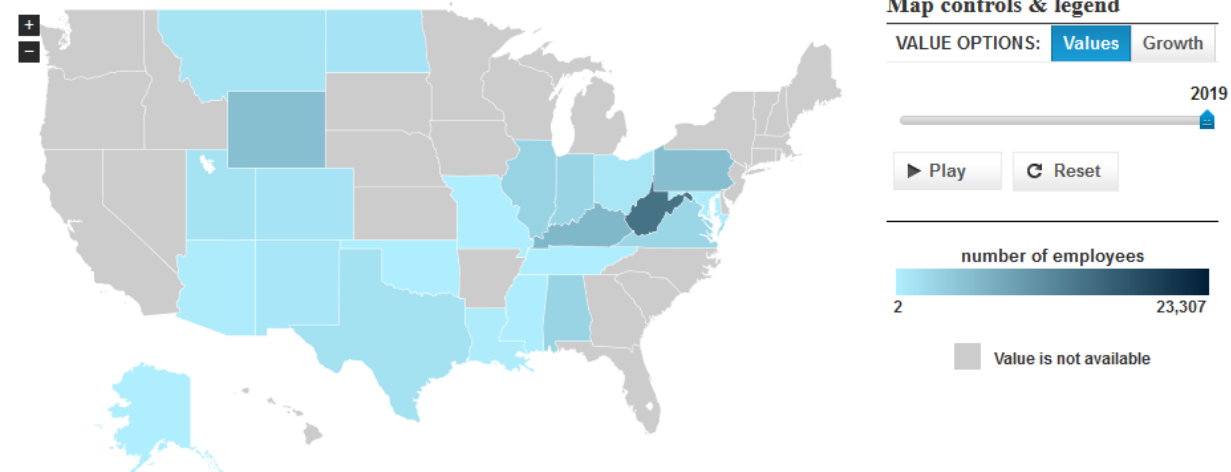 Map controls & legend
+
VALUE OPTIONS: Values Growth
−
2019
Play Reset
number of employees
2 23,307
Value is not available